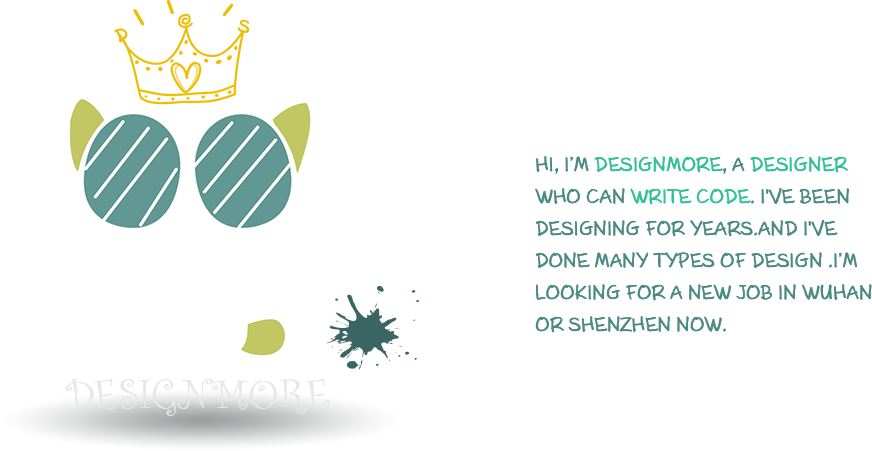 D e S
HI, I'M DESIGNMORE, A DESIGNER
WHO CAN WRITE CODE. I'VE BEEN
DESIGNING FOR YEARS.AND I'VE
DONE MANY TYPES OF DESIGN .I'M
LOOKING FOR A NEW JOB IN WUHAN
OR SHENZHEN NOW.
DESIGNMORE